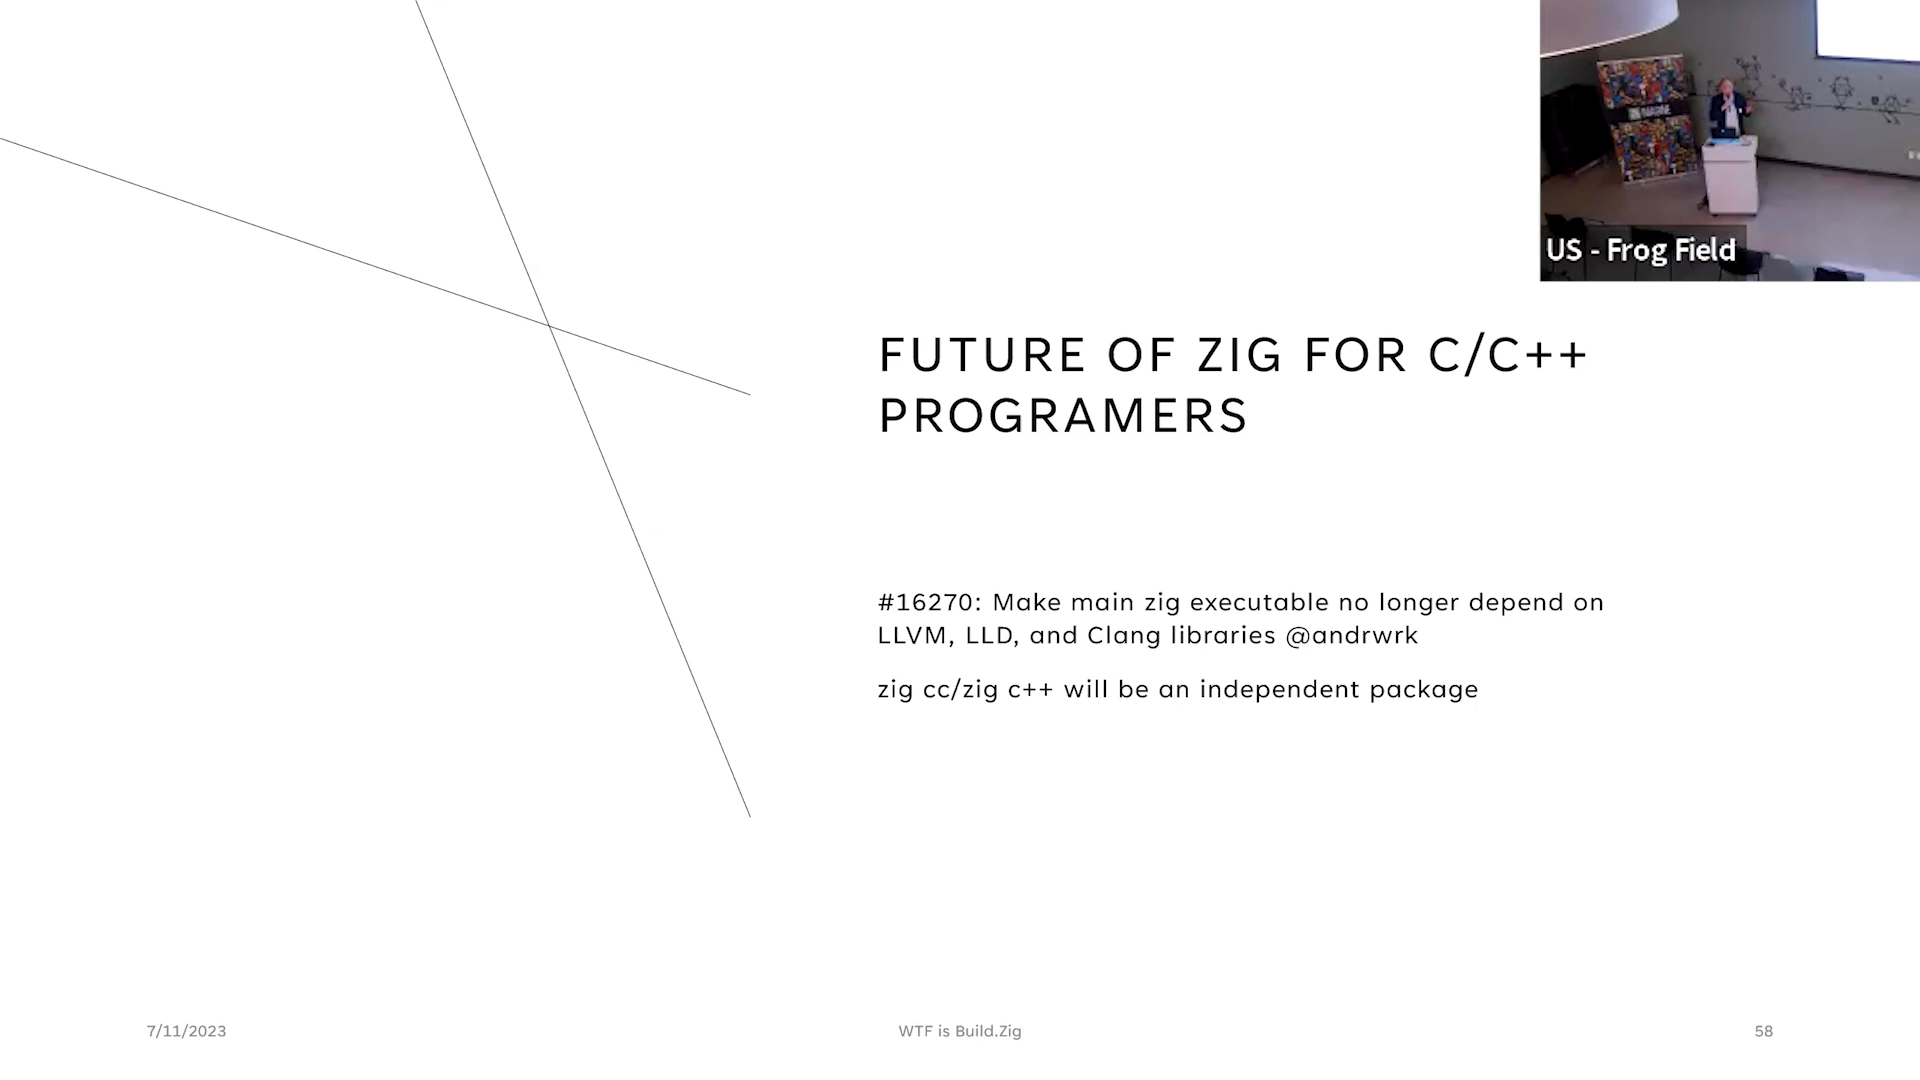 US - Frog Field
FUTURE OF ZIG FOR C/C++
PROGRAMERS
#16270: Make main zig executable no longer depend on
LLVM, LLD, and Clang libraries @andrwrk
zig cc/zig c++ will be an independent package
7/11/2023
WTF is Build.Zig
58